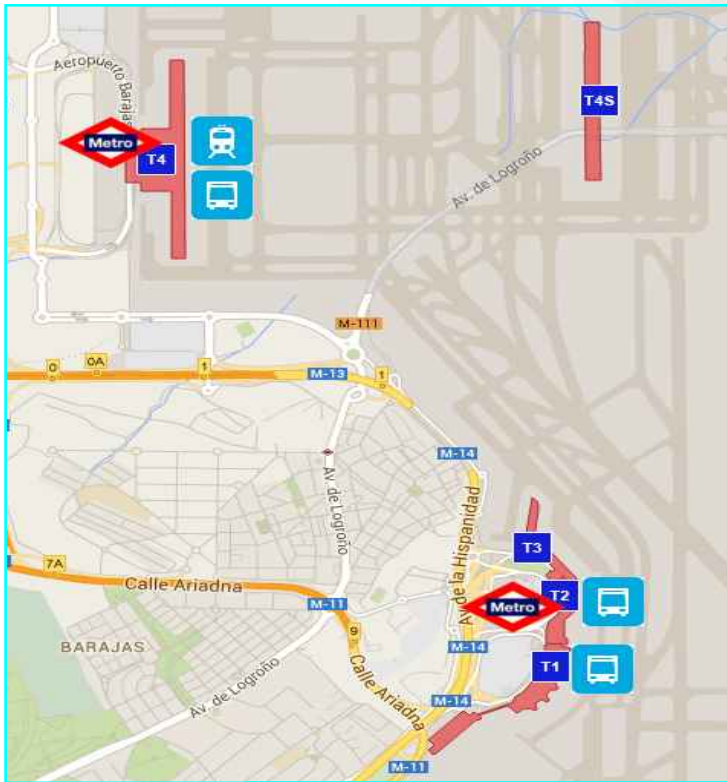 Aeropuerto Barajas
T4S
Metro
T4
Av. de Logroño
M-111
0
0A
1
M-13
1
M-14
Av. de Logroño
Av. de la Hispanidad
T3
7A
Calle Ariadna
M-11
Metro
T2
9
BARAJAS
M-14
T1
Calle Ariadna
Av. de Logroño
M-14
M-11